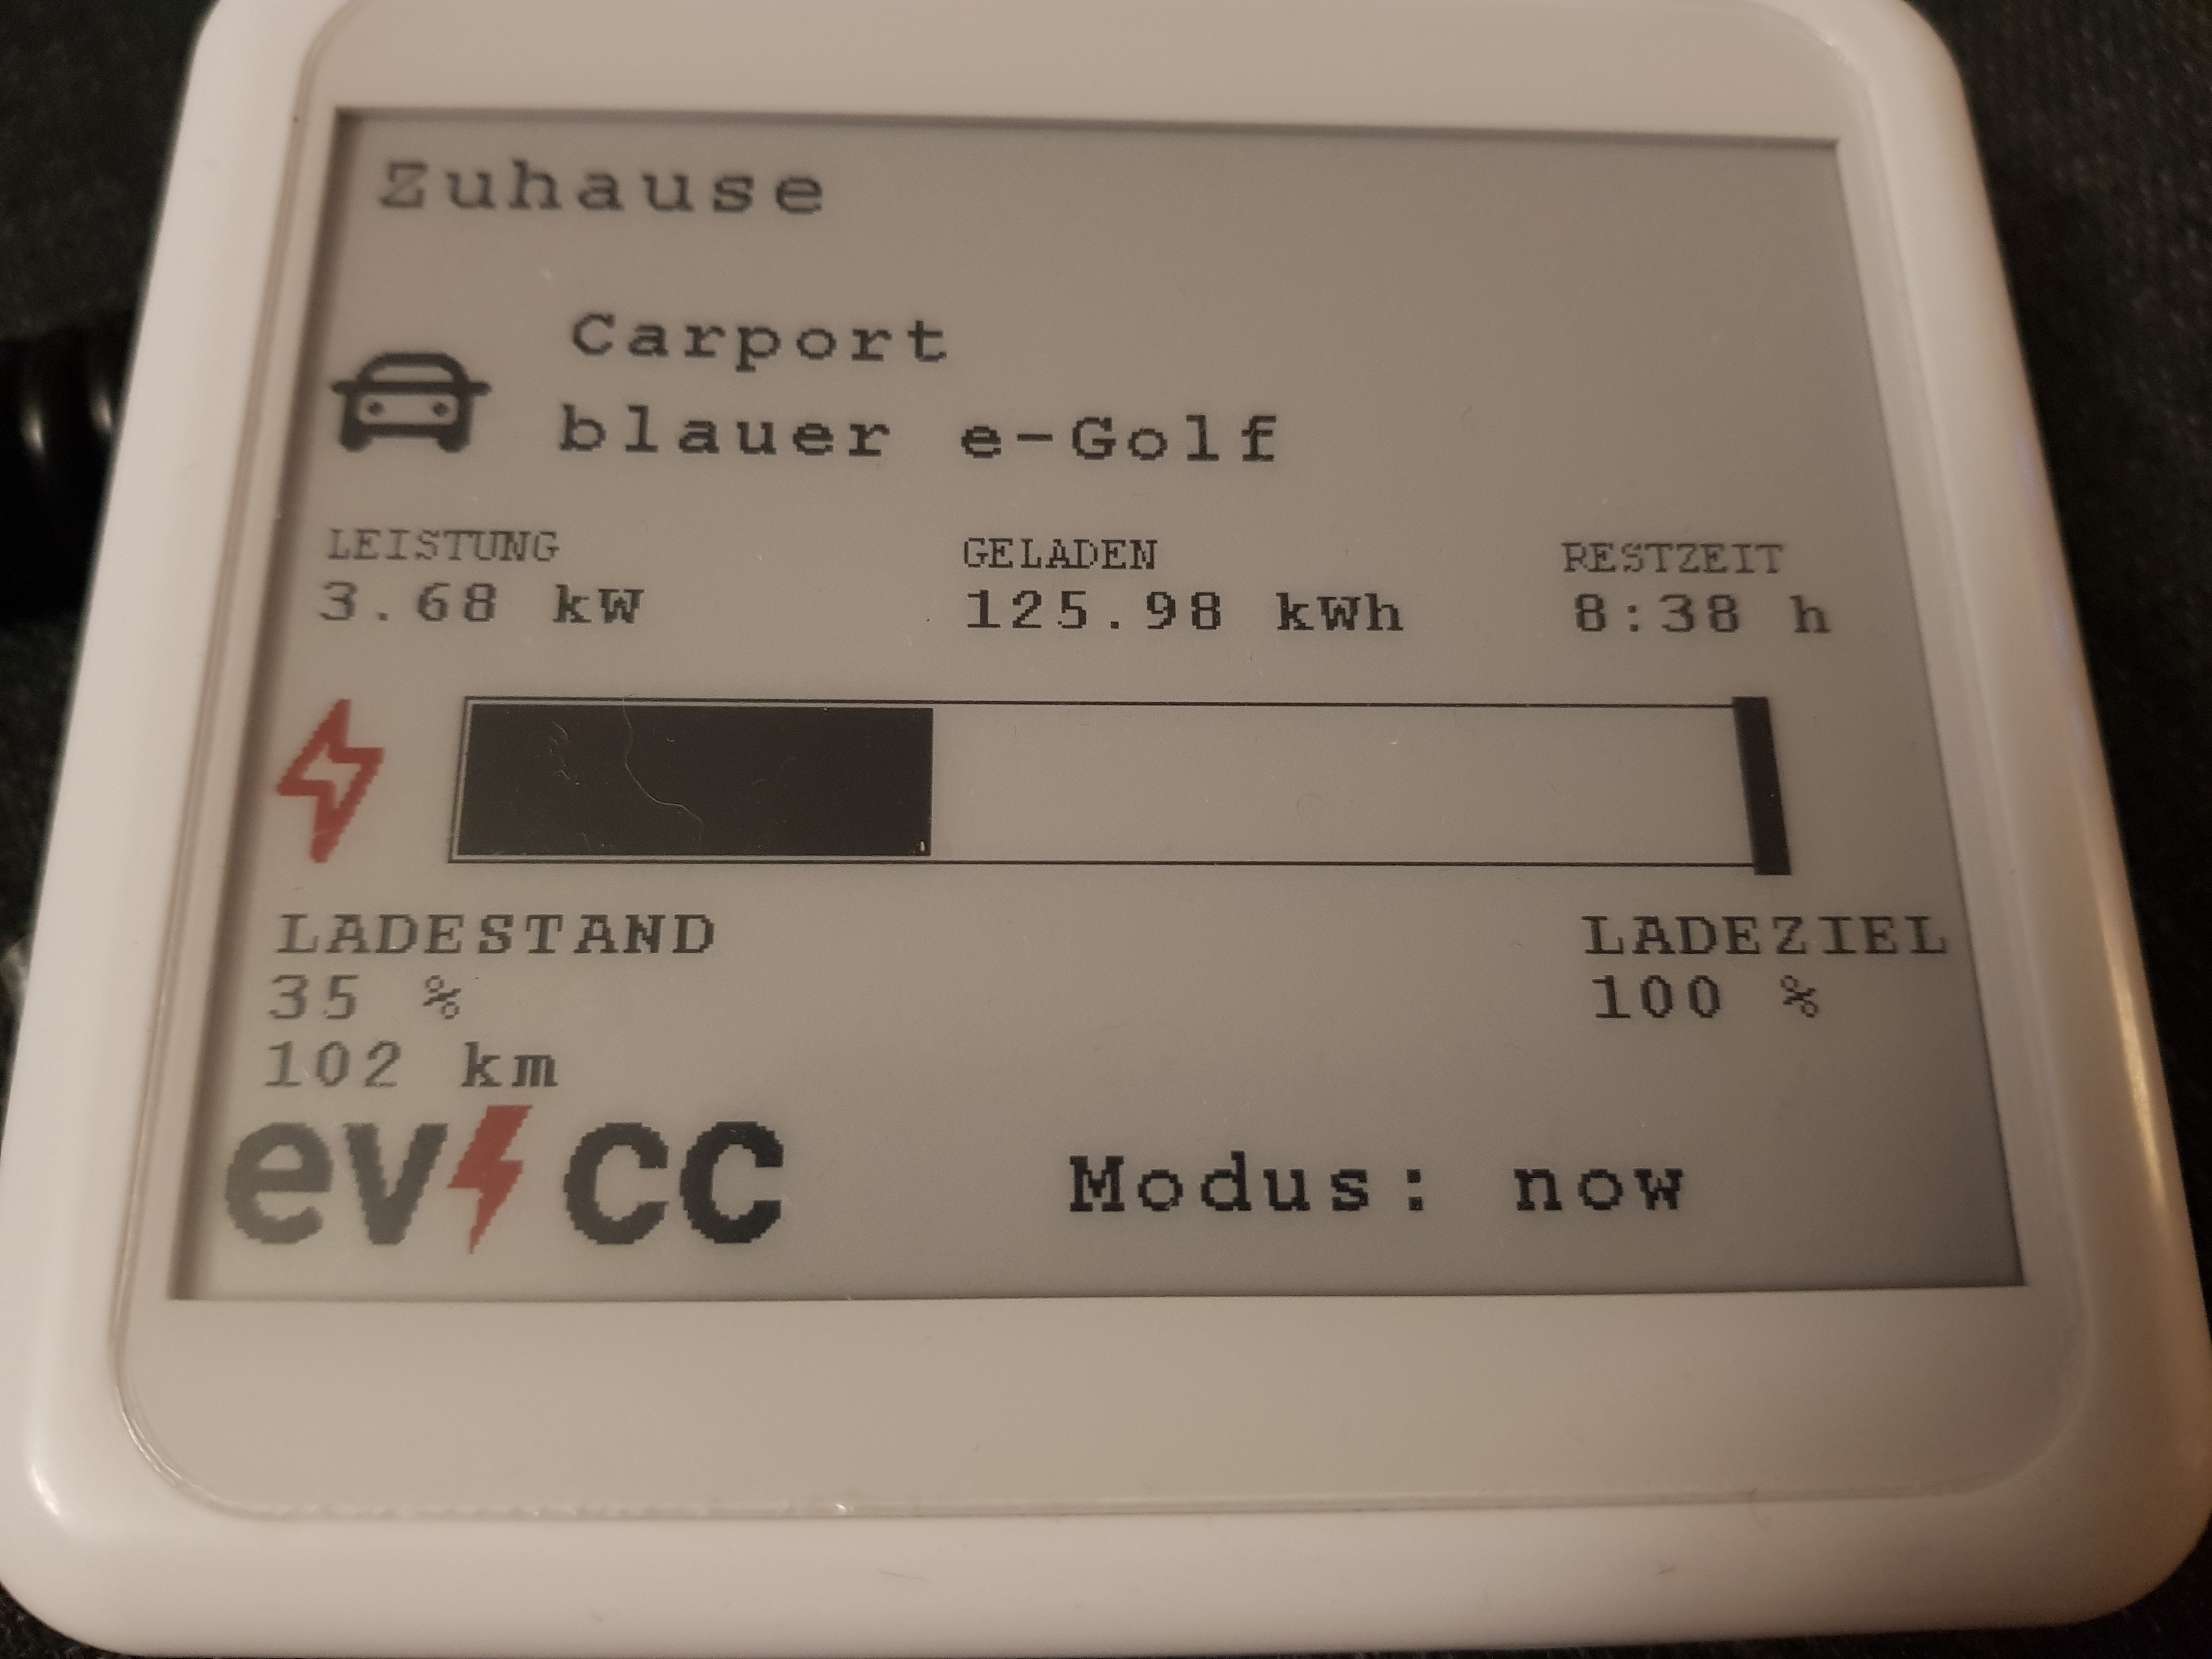 Zuhause
Carport
blauer e-Golf
LEISTUNG GELADEN RESTZEIT
3.68 kW 125.98 kWh 8:38 h
LADESTAND LADEZIEL
35 % 100 %
102 km
evcc Modus: now